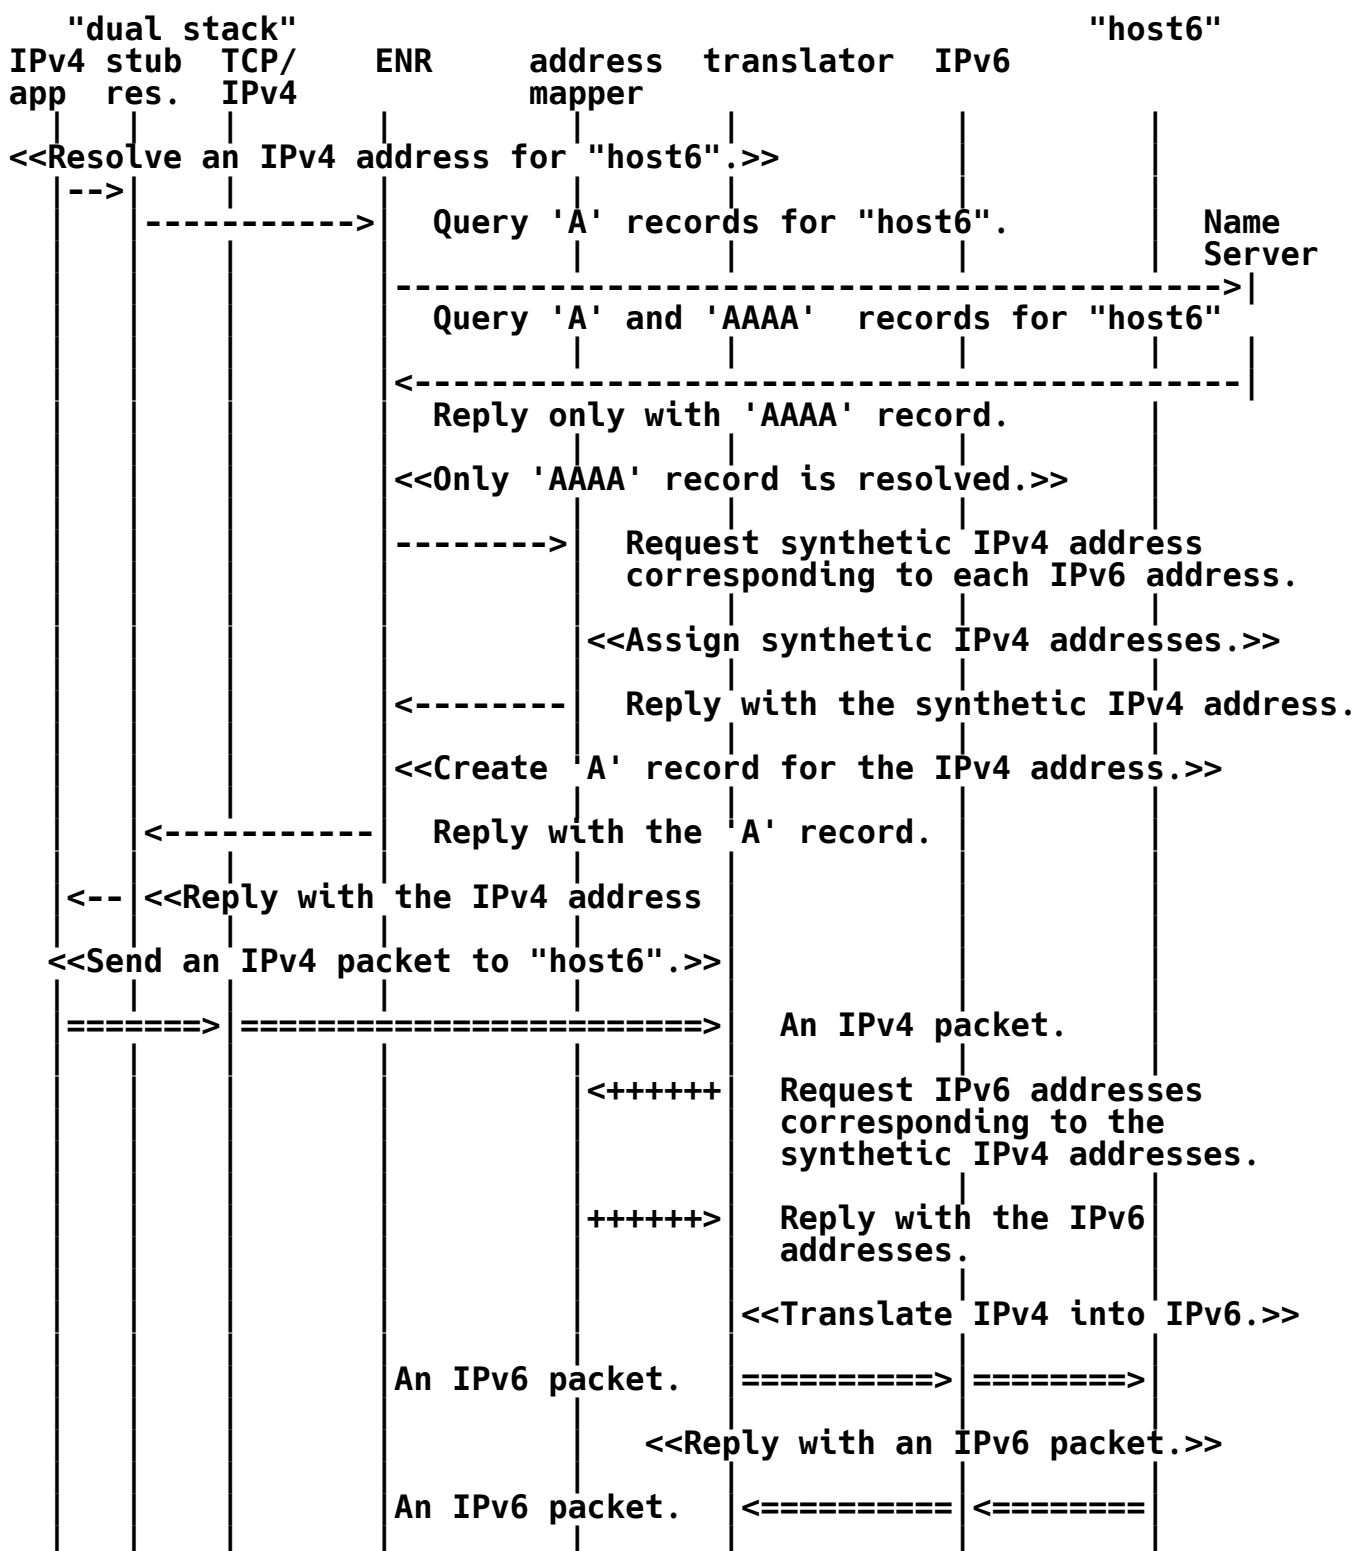 "dual stack" "host6"
IPv4 stub TCP/ ENR address translator IPv6
app res. IPv4 mapper
<<Resolve an IPv4 address for "host6".>>
|-->|
|----------->| Query 'A' records for "host6". Name
Server
|------------------------------------------->|
Query 'A' and 'AAAA'  records for "host6"
|<-------------------------------------------|
Reply only with 'AAAA' record.
<<Only 'AAAA' record is resolved.>>
|-------->| Request synthetic IPv4 address
corresponding to each IPv6 address.
<<Assign synthetic IPv4 addresses.>>
|<--------| Reply with the synthetic IPv4 address.
<<Create 'A' record for the IPv4 address.>>
|<-----------| Reply with the 'A' record.
|<--|<<Reply with the IPv4 address
<<Send an IPv4 packet to "host6".>>
|=======>|========================>| An IPv4 packet.
|<++++++| Request IPv6 addresses
corresponding to the
synthetic IPv4 addresses.
|++++++>| Reply with the IPv6
addresses.
<<Translate IPv4 into IPv6.>>
An IPv6 packet. |==========>|========>|
<<Reply with an IPv6 packet.>>
An IPv6 packet. |<==========|<========|